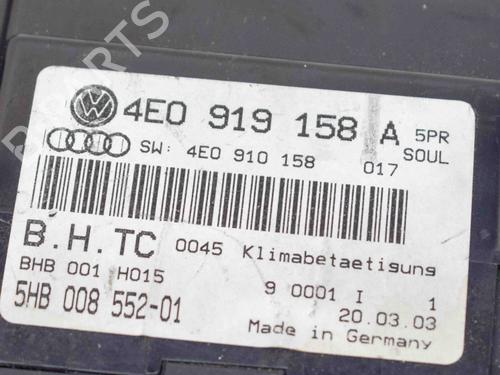 4E0 919 158 A 5PR
SOUL
SW: 4E0 910 158 017
B.H.TC 0045 Klimabetaetigung
BHB 001 H015
9 0001 I 1
5HB 008 552-01
20.03.03
Made in Germany
B-PARTS